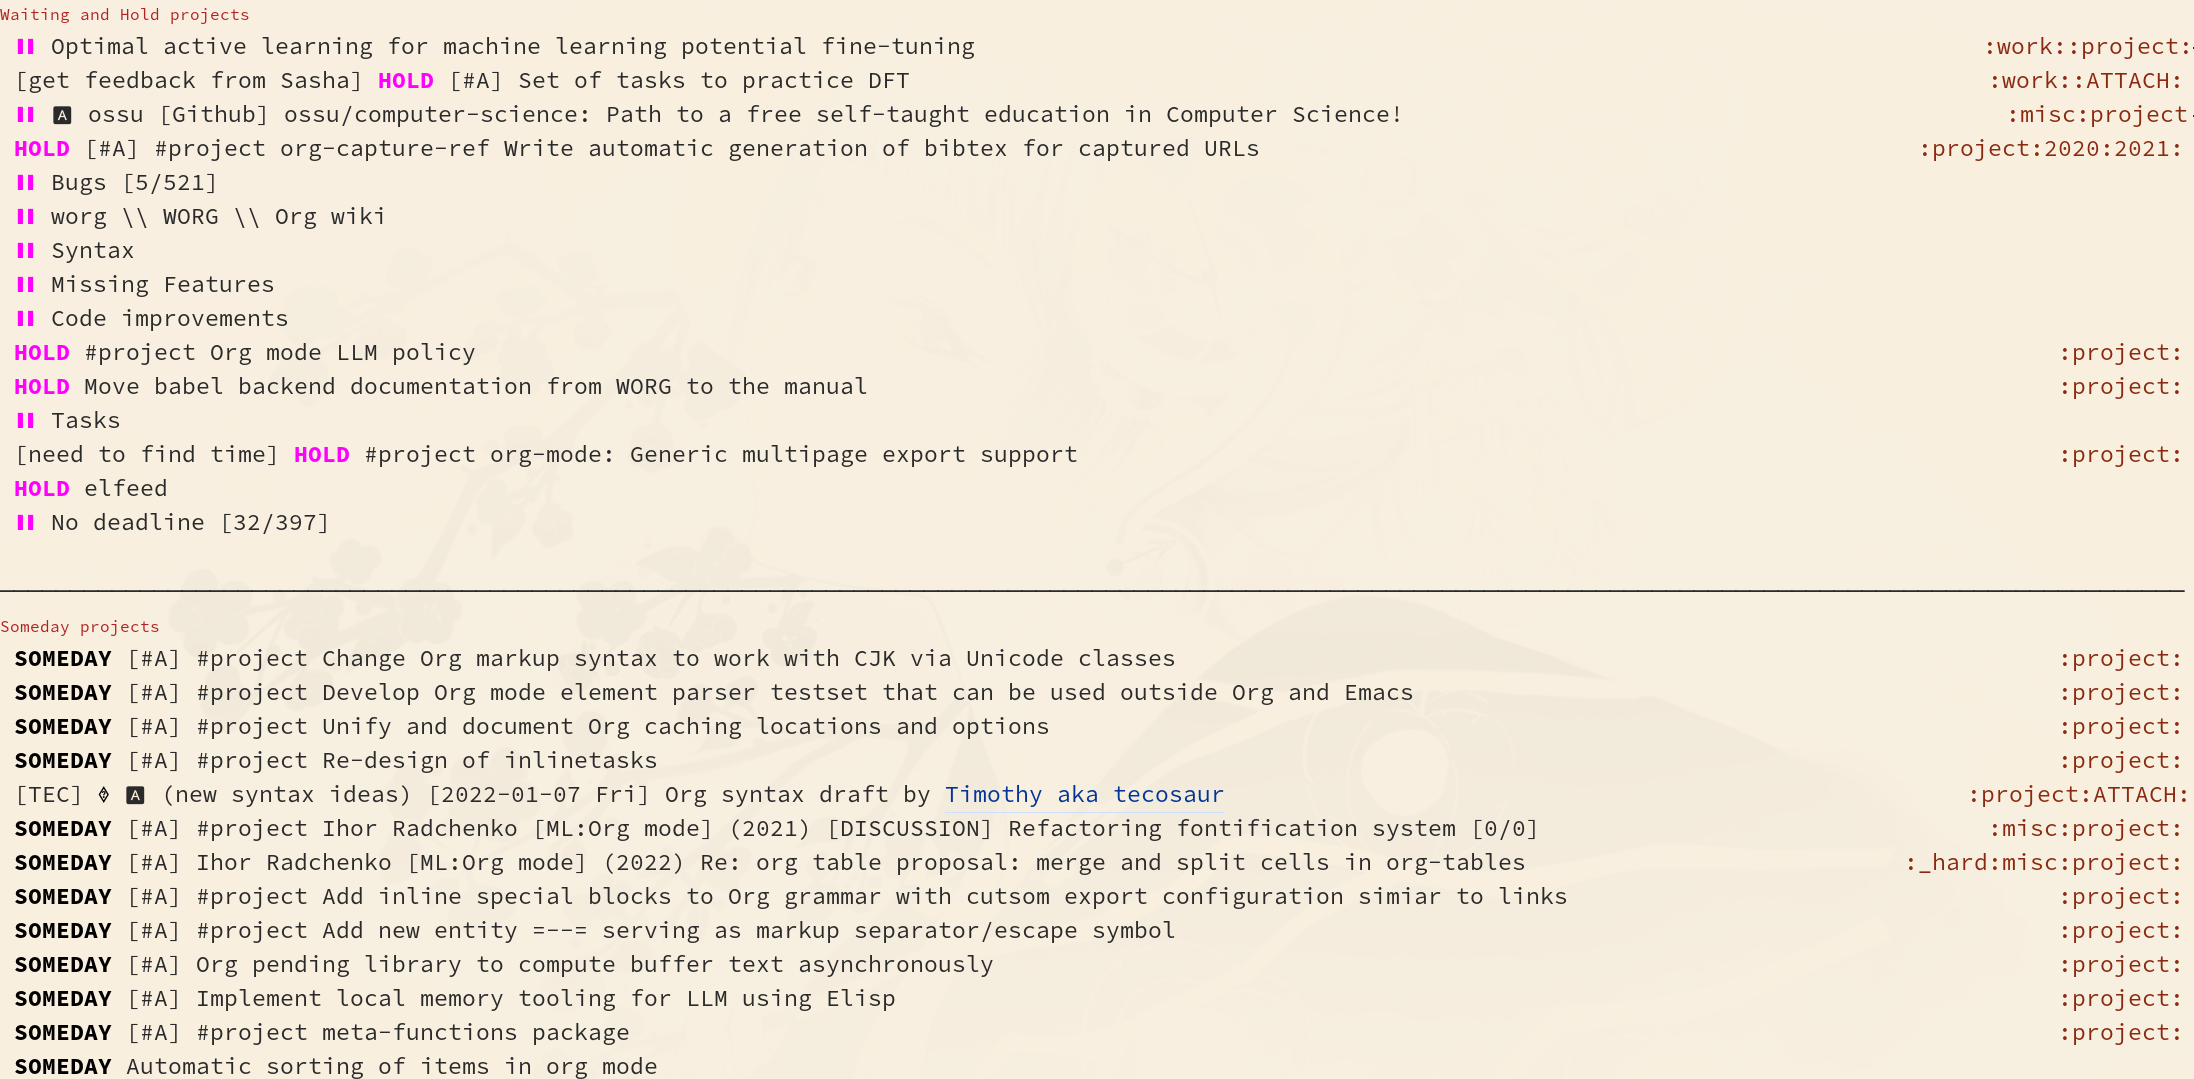 Waiting and Hold projects
Optimal active learning for machine learning potential fine-tuning :work::project:
[get feedback from Sasha] HOLD [#A] Set of tasks to practice DFT :work::ATTACH:
A ossu [Github] ossu/computer-science: Path to a free self-taught education in Computer Science! :misc:project
HOLD [#A] #project org-capture-ref Write automatic generation of bibtex for captured URLs :project:2020:2021:
Bugs [5/521]
worg \\ WORG \\ Org wiki
Syntax
Missing Features
Code improvements
HOLD #project Org mode LLM policy :project:
HOLD Move babel backend documentation from WORG to the manual :project:
Tasks
[need to find time] HOLD #project org-mode: Generic multipage export support :project:
HOLD elfeed
No deadline [32/397]
Someday projects
SOMEDAY [#A] #project Change Org markup syntax to work with CJK via Unicode classes :project:
SOMEDAY [#A] #project Develop Org mode element parser testset that can be used outside Org and Emacs :project:
SOMEDAY [#A] #project Unify and document Org caching locations and options :project:
SOMEDAY [#A] #project Re-design of inlinetasks :project:
[TEC] A (new syntax ideas) [2022-01-07 Fri] Org syntax draft by Timothy aka tecosaur :project:ATTACH:
SOMEDAY [#A] #project Ihor Radchenko [ML:Org mode] (2021) [DISCUSSION] Refactoring fontification system [0/0] :misc:project:
SOMEDAY [#A] Ihor Radchenko [ML:Org mode] (2022) Re: org table proposal: merge and split cells in org-tables :_hard:misc:project:
SOMEDAY [#A] #project Add inline special blocks to Org grammar with cutsom export configuration simiar to links :project:
SOMEDAY [#A] #project Add new entity =--= serving as markup separator/escape symbol :project:
SOMEDAY [#A] Org pending library to compute buffer text asynchronously :project:
SOMEDAY [#A] Implement local memory tooling for LLM using Elisp :project:
SOMEDAY [#A] #project meta-functions package :project:
SOMEDAY Automatic sorting of items in org mode